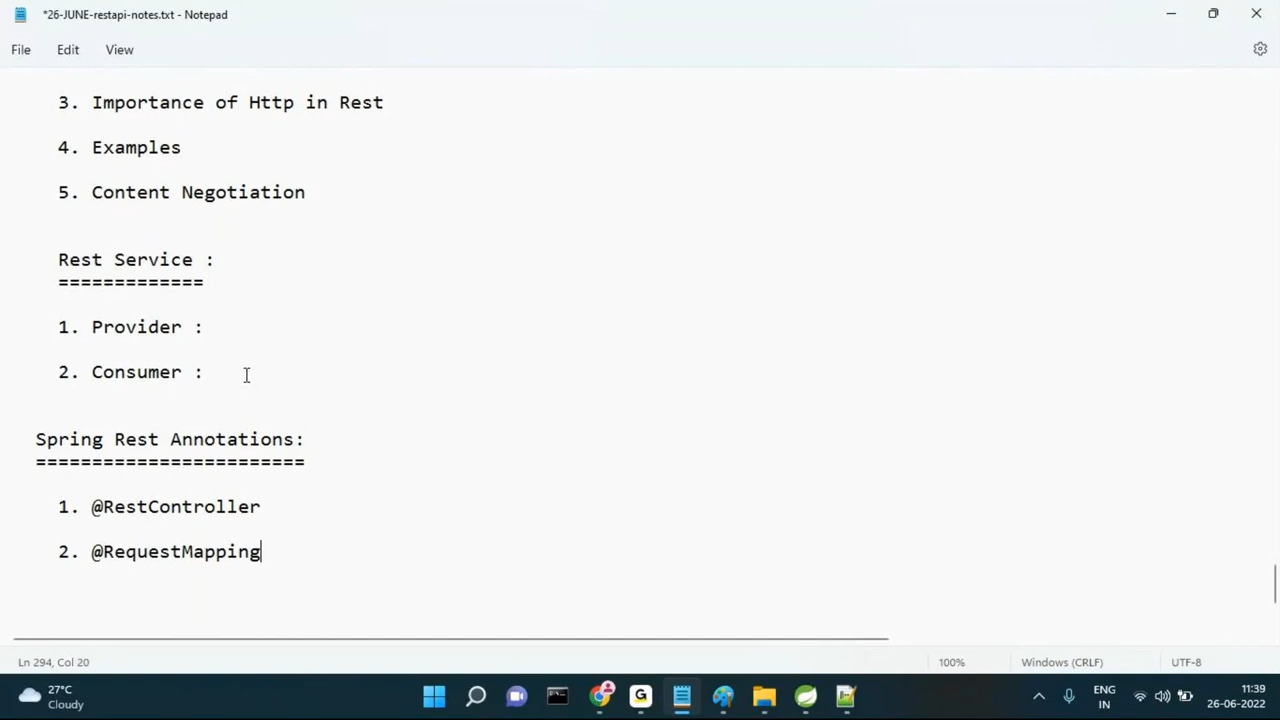 *26-JUNE-restapi-notes.txt - Notepad
File Edit View
3. Importance of Http in Rest
4. Examples
5. Content Negotiation
Rest Service :
=============
1. Provider :
2. Consumer :
Spring Rest Annotations:
========================
1. @RestController
2. @RequestMapping
Ln 294, Col 20 100% Windows (CRLF) UTF-8
27°C
Cloudy
G
ENG
IN
11:39
26-06-2022